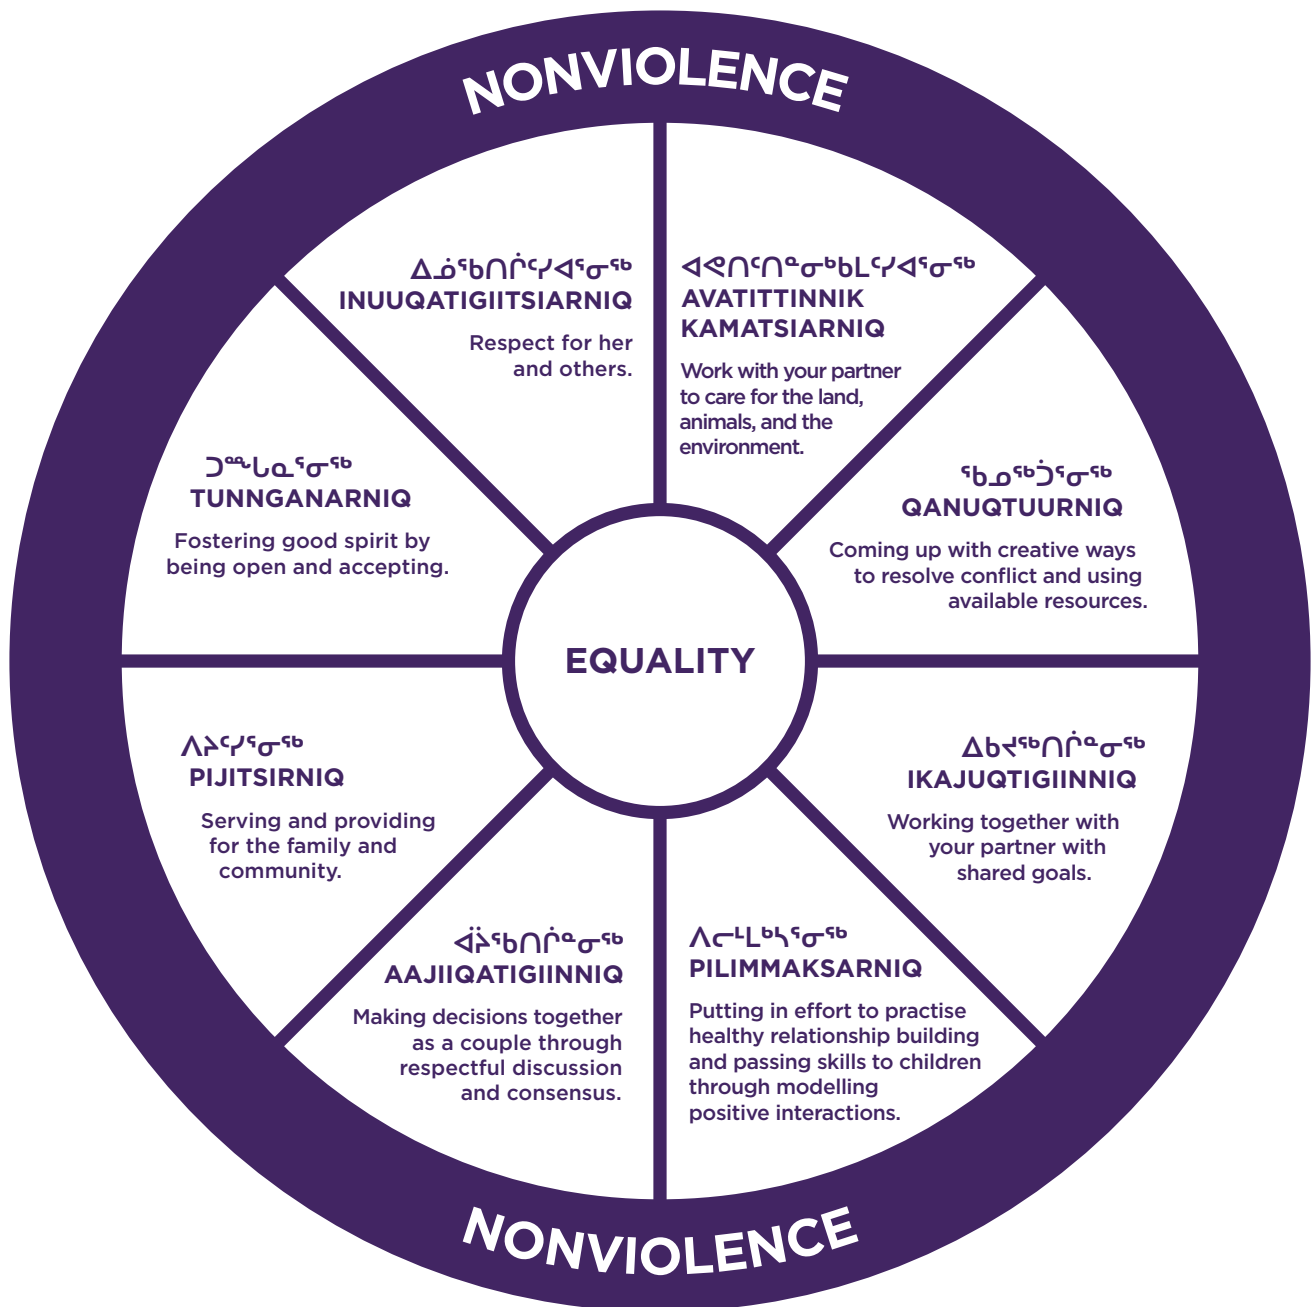 NONVIOLENCE
ᐃᓅᖃᑎᒌᑦᓯᐊᕐᓂᖅ
INUUQATIGIITSIARNIQ
Respect for her
and others.
ᐊᕙᑎᑦᑎᓐᓂᒃᑲᒪᑦᓯᐊᕐᓂᖅ
AVATITTINNIK
KAMATSIARNIQ
Work with your partner
to care for the land,
animals, and the
environment.
ᖃᓄᖅᑑᕐᓂᖅ
QANUQTUURNIQ
Coming up with creative ways
to resolve conflict and using
available resources.
ᐃᑲᔪᖅᑎᒌᓐᓂᖅ
IKAJUQTIGIINNIQ
Working together with
your partner with
shared goals.
ᐱᓕᒻᒪᒃᓴᕐᓂᖅ
PILIMMAKSARNIQ
Putting in effort to practise
healthy relationship building
and passing skills to children
through modelling
positive interactions.
ᐋᔩᖃᑎᒌᓐᓂᖅ
AAJIIQATIGIINNIQ
Making decisions together
as a couple through
respectful discussion
and consensus.
ᐱᔨᑦᓯᕐᓂᖅ
PIJITSIRNIQ
Serving and providing
for the family and
community.
ᑐᙵᓇᕐᓂᖅ
TUNNGANARNIQ
Fostering good spirit by
being open and accepting.
EQUALITY
NONVIOLENCE